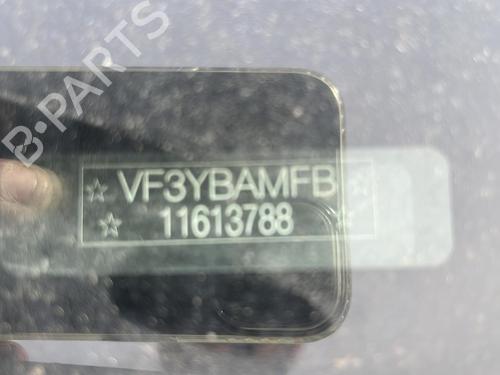 B-PARTS
☆ VF3YBAMFB ☆
☆ 11613788 ☆